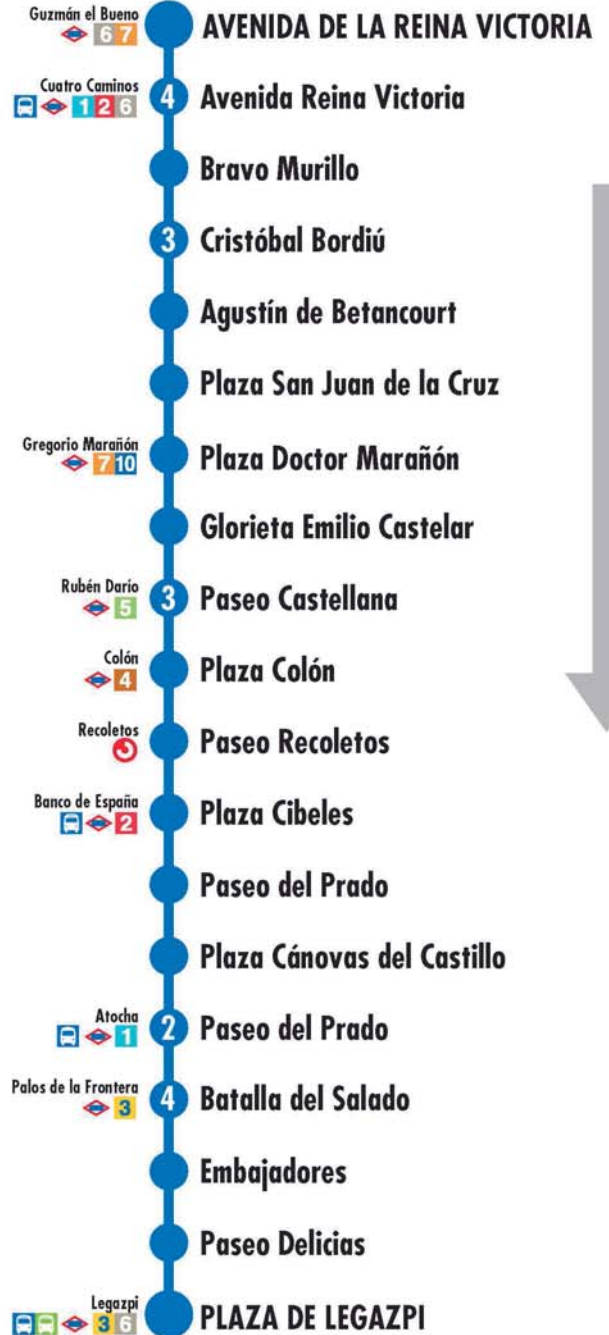 Guzmán el Bueno
6 7
AVENIDA DE LA REINA VICTORIA
Cuatro Caminos
1 2 6
4 Avenida Reina Victoria
Bravo Murillo
3 Cristóbal Bordiú
Agustín de Betancourt
Plaza San Juan de la Cruz
Gregorio Marañón
7 10
Plaza Doctor Marañón
Glorieta Emilio Castelar
Rubén Darío
5
3 Paseo Castellana
Colón
4
Plaza Colón
Recoletos
Paseo Recoletos
Banco de España
2
Plaza Cibeles
Paseo del Prado
Plaza Cánovas del Castillo
Atocha
1
2 Paseo del Prado
Palos de la Frontera
3
4 Batalla del Salado
Embajadores
Paseo Delicias
Legazpi
3 6
PLAZA DE LEGAZPI